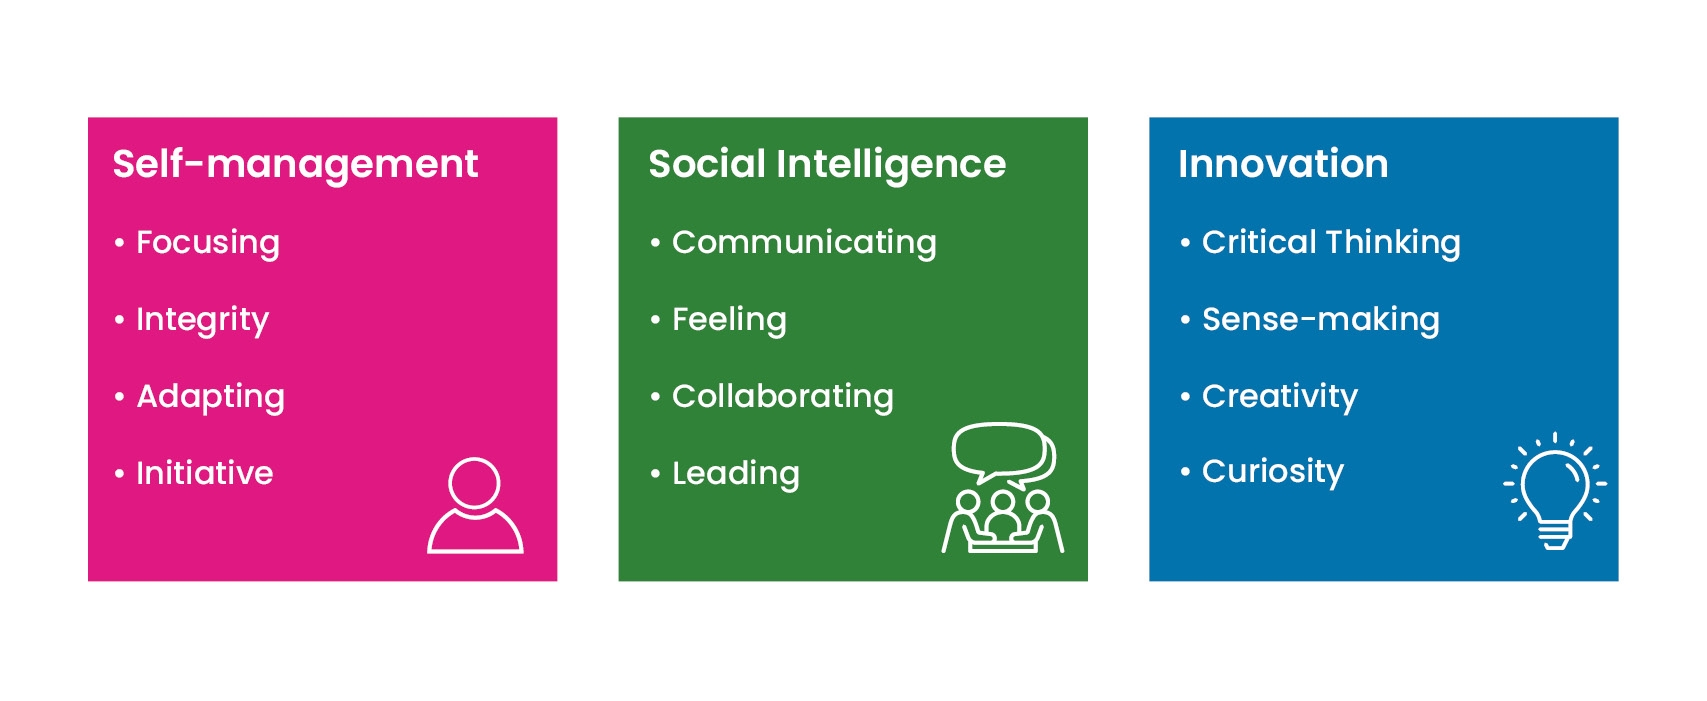 Self-management
• Focusing
• Integrity
• Adapting
• Initiative
Social Intelligence
• Communicating
• Feeling
• Collaborating
• Leading
Innovation
• Critical Thinking
• Sense-making
• Creativity
• Curiosity